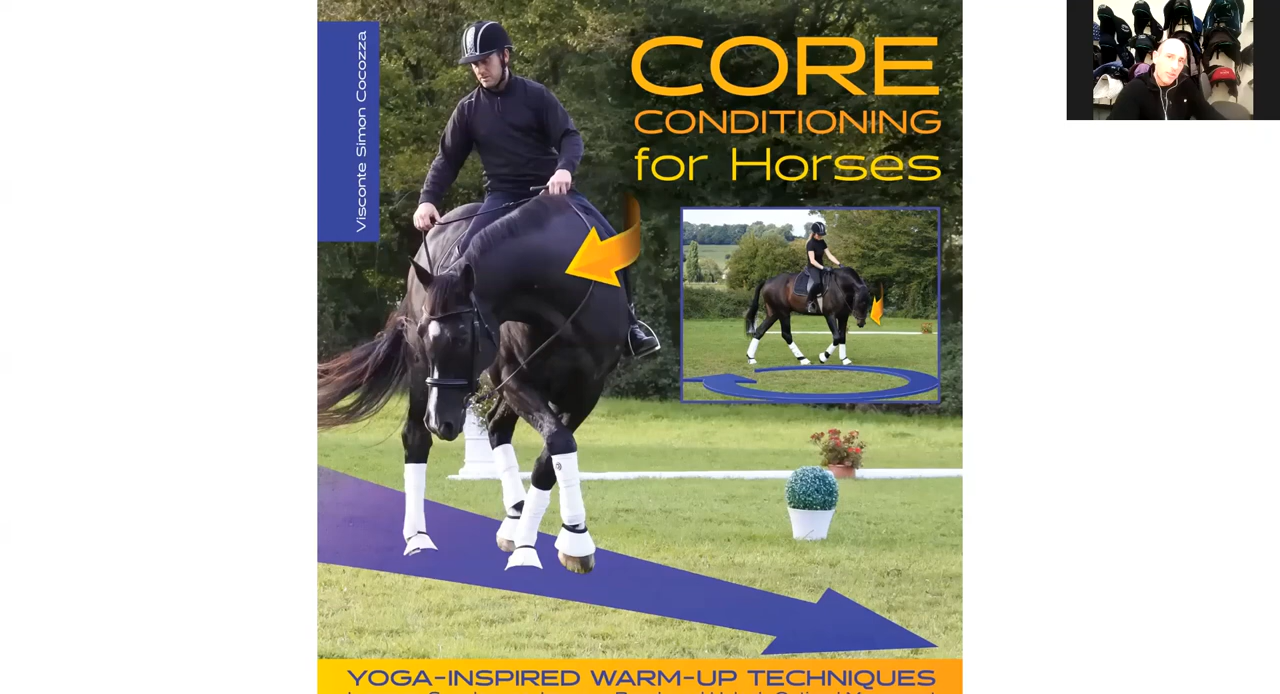 Visconte Simon Cocozza
CORE
CONDITIONING
for Horses
YOGA-INSPIRED WARM-UP TECHNIQUES